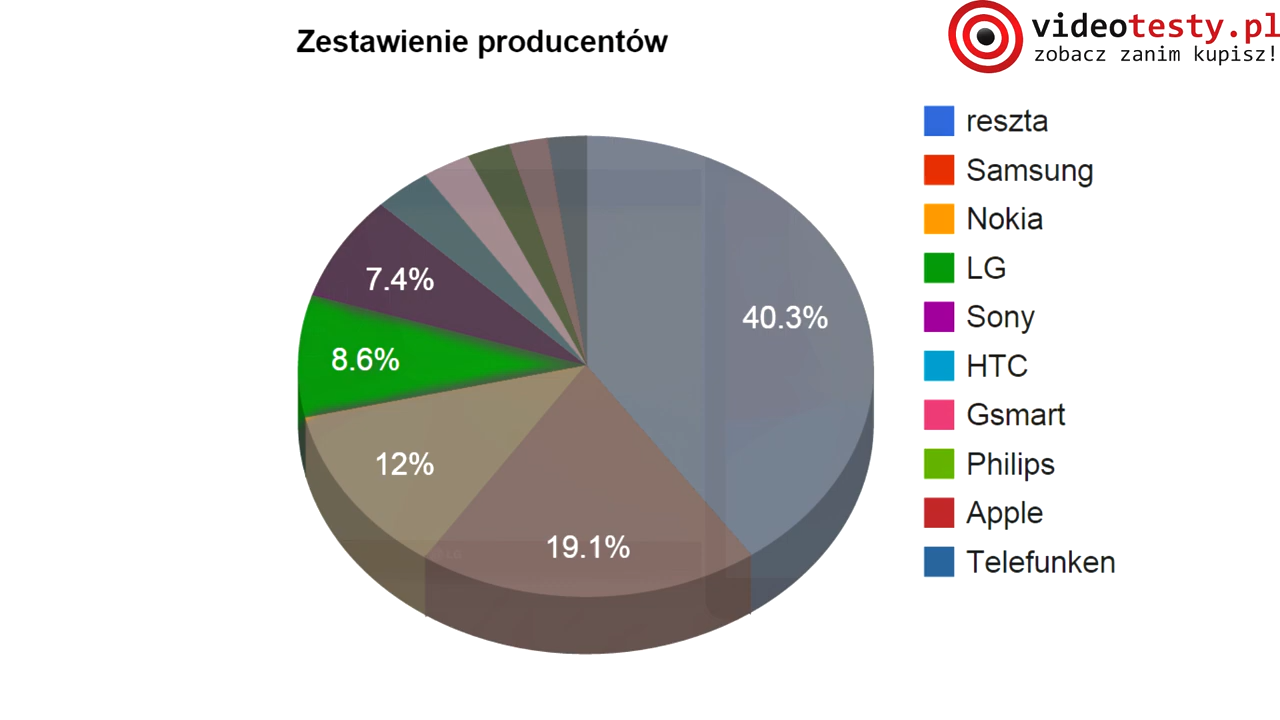 Zestawienie producentów
videotesty.pl
zobacz zanim kupisz!
reszta
Samsung
Nokia
LG
Sony
HTC
Gsmart
Philips
Apple
Telefunken
7.4%
40.3%
8.6%
12%
19.1%